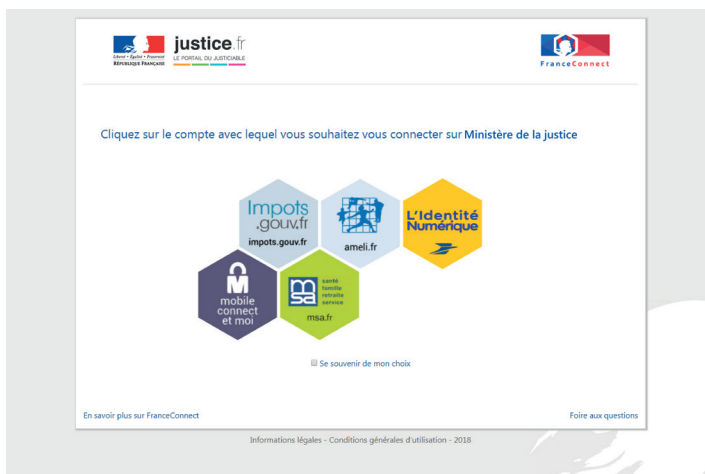 justice.fr
LE PORTAIL DU JUSTICIABLE
Liberté • Égalité • Fraternité
RÉPUBLIQUE FRANÇAISE
FranceConnect
Cliquez sur le compte avec lequel vous souhaitez vous connecter sur Ministère de la justice
Impots
.gouv.fr
impots.gouv.fr
ameli.fr
L'Identité
Numérique
mobile
connect
et moi
msa
santé
famille
retraite
service
msa.fr
Se souvenir de mon choix
En savoir plus sur FranceConnect
Foire aux questions
Informations légales - Conditions générales d'utilisation - 2018